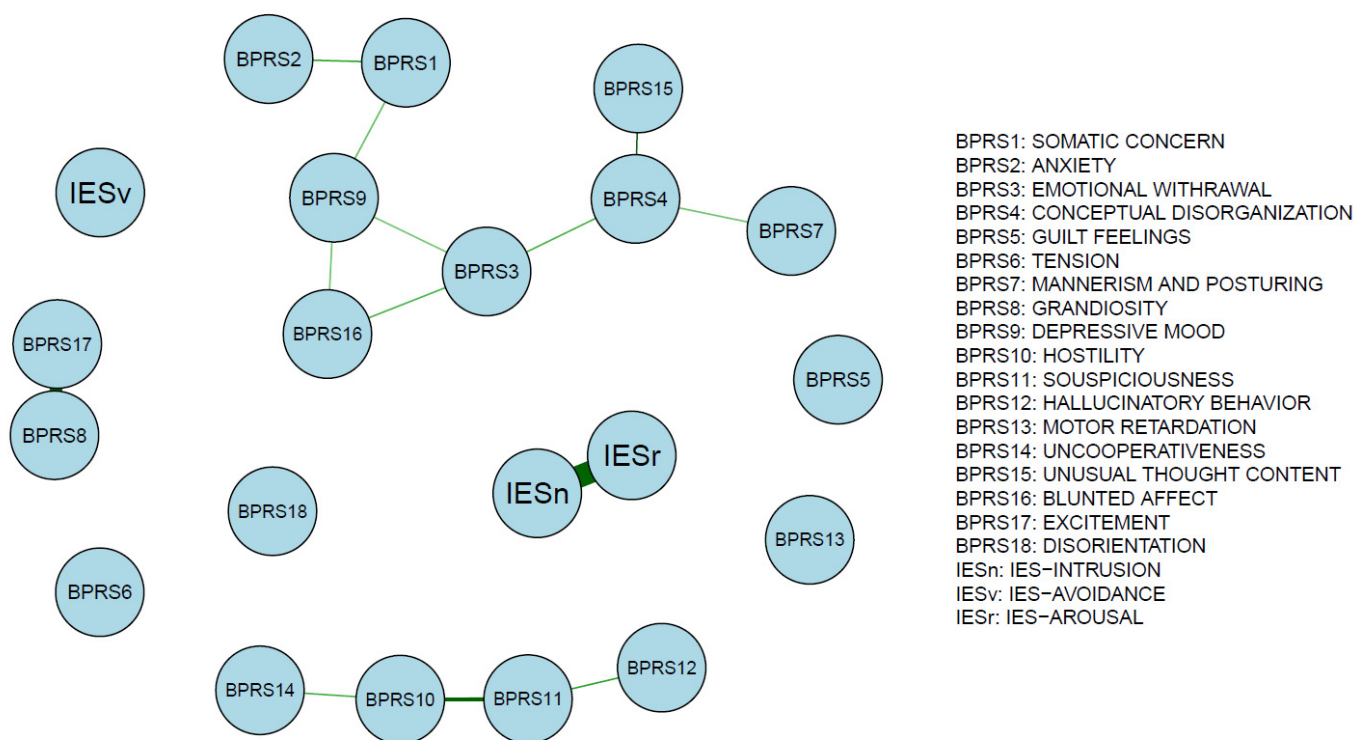 BPRS2
BPRS1
BPRS15
IESv
BPRS9
BPRS4
BPRS7
BPRS3
BPRS16
BPRS17
BPRS5
BPRS8
IESr
IESn
BPRS18
BPRS13
BPRS6
BPRS12
BPRS14
BPRS10
BPRS11
BPRS1: SOMATIC CONCERN
BPRS2: ANXIETY
BPRS3: EMOTIONAL WITHRAWAL
BPRS4: CONCEPTUAL DISORGANIZATION
BPRS5: GUILT FEELINGS
BPRS6: TENSION
BPRS7: MANNERISM AND POSTURING
BPRS8: GRANDIOSITY
BPRS9: DEPRESSIVE MOOD
BPRS10: HOSTILITY
BPRS11: SOUSPICIOUSNESS
BPRS12: HALLUCINATORY BEHAVIOR
BPRS13: MOTOR RETARDATION
BPRS14: UNCOOPERATIVENESS
BPRS15: UNUSUAL THOUGHT CONTENT
BPRS16: BLUNTED AFFECT
BPRS17: EXCITEMENT
BPRS18: DISORIENTATION
IESn: IES−INTRUSION
IESv: IES−AVOIDANCE
IESr: IES−AROUSAL